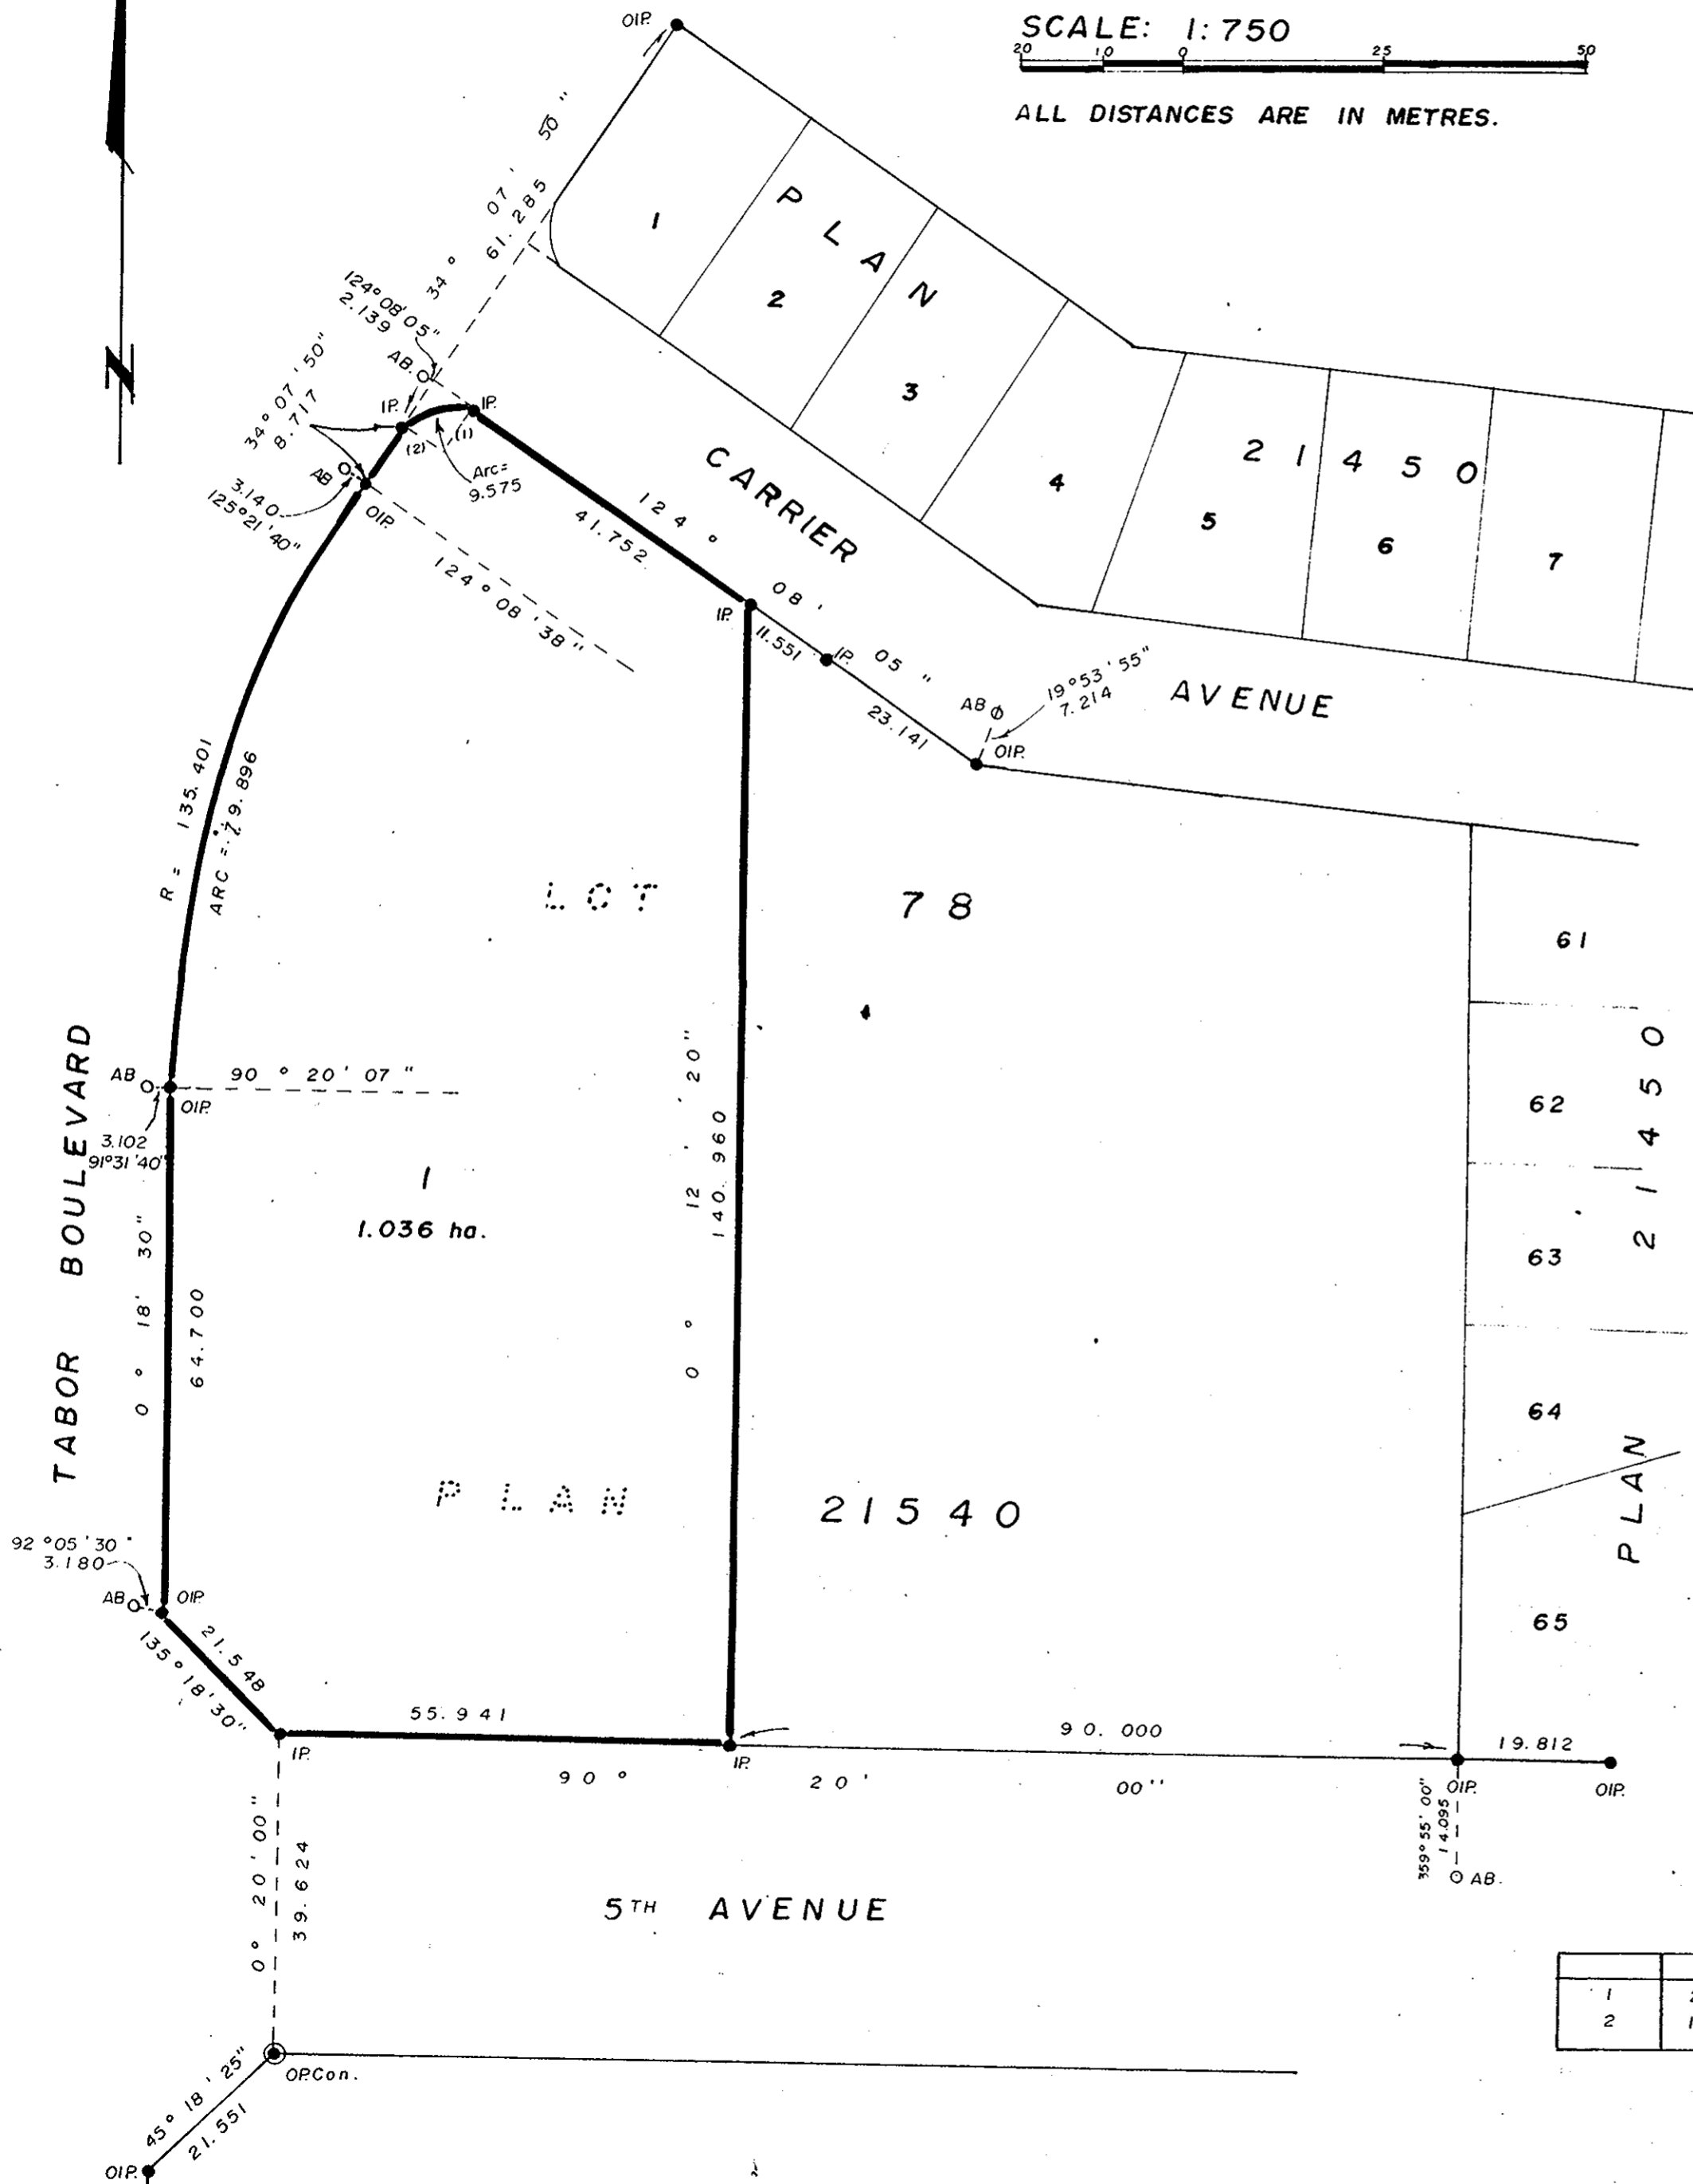 SCALE: 1:750
20 10 0 25 50
ALL DISTANCES ARE IN METRES.
OIP.
34° 07' 50"
61.285
1
2
3
4
5
6
7
PLAN
21450
N
124°08'05"
2.139
AB.
34°07'50"
8.717
IP.
IP.
(2)
(1)
Arc=
9.575
AB
3.140
125°21'40"
OIP.
124°08'38"
CARRIER
AVENUE
124° 08' 05"
41.752
IP.
11.551
IP.
23.141
AB
19°53'55"
7.214
OIP.
R = 135.401
ARC = 79.896
LOT 78
61
62
63
64
65
PLAN 21450
TABOR BOULEVARD
AB
90° 20' 07"
OIP.
3.102
91°31'40"
0° 12' 20"
140.960
1
1.036 ha.
0° 18' 30"
64.700
PLAN 21540
92°05'30"
3.180
AB
OIP.
21.548
135°18'30"
55.941
90.000
19.812
IP.
IP.
OIP.
OIP.
90° 20' 00"
0° 20' 00"
39.624
359°55'00"
14.095
AB.
5TH AVENUE
1
2
OP.Con.
45°18'25"
21.551
OIP.